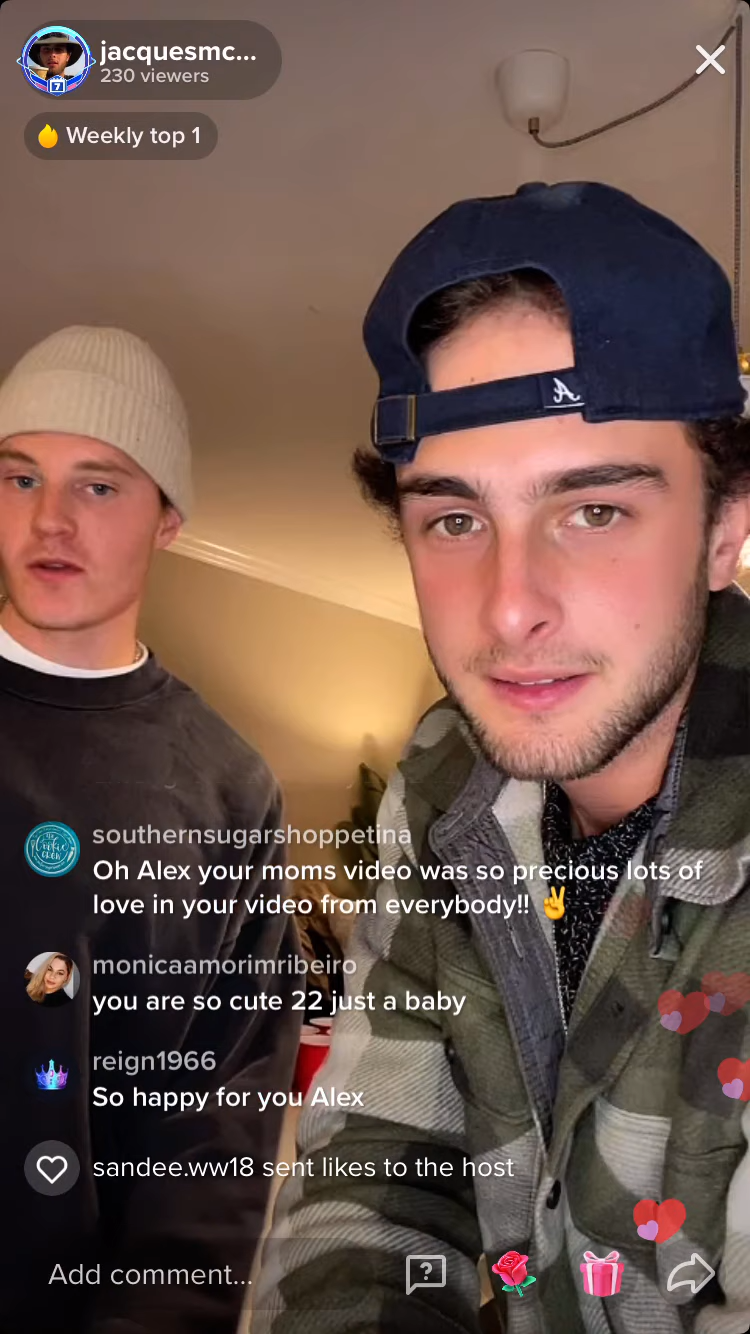 jacquesmc...
230 viewers
Weekly top 1
A
southernsugarshoppetina
Oh Alex your moms video was so precious lots of
love in your video from everybody!! ✌️
monicaamorimribeiro
you are so cute 22 just a baby
reign1966
So happy for you Alex
sandee.ww18 sent likes to the host
Add comment...